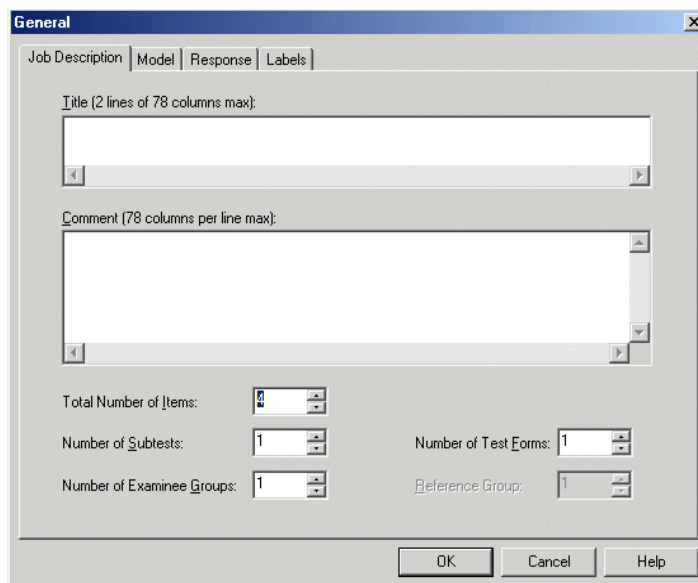 General
Job Description Model Response Labels
Title (2 lines of 78 columns max):
Comment (78 columns per line max):
Total Number of Items: 4
Number of Subtests: 1 Number of Test Forms: 1
Number of Examinee Groups: 1 Reference Group: 1
OK Cancel Help